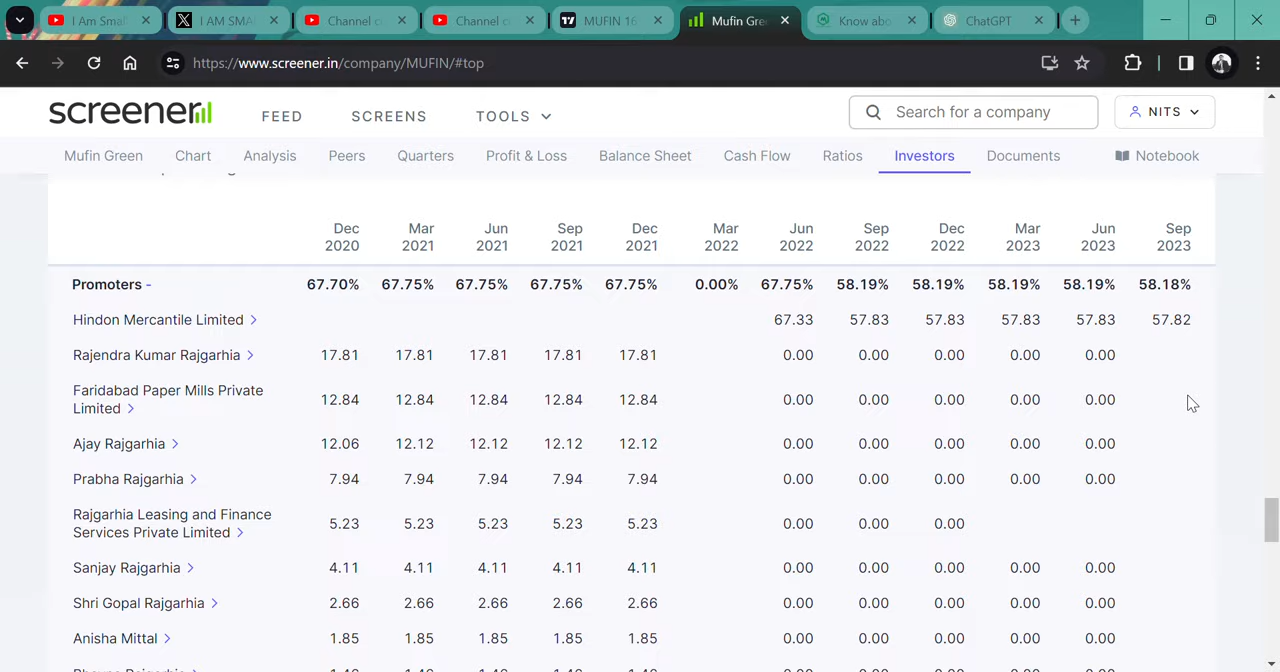 I Am Smal
I AM SMA
Channel c
Channel c
MUFIN 16
Mufin Gre
Know abo
ChatGPT
https://www.screener.in/company/MUFIN/#top
screener
FEED
SCREENS
TOOLS
Search for a company
NITS
Mufin Green Chart Analysis Peers Quarters Profit & Loss Balance Sheet Cash Flow Ratios Investors Documents Notebook
Dec 2020 Mar 2021 Jun 2021 Sep 2021 Dec 2021 Mar 2022 Jun 2022 Sep 2022 Dec 2022 Mar 2023 Jun 2023 Sep 2023
Promoters - 67.70% 67.75% 67.75% 67.75% 67.75% 0.00% 67.75% 58.19% 58.19% 58.19% 58.19% 58.18%
Hindon Mercantile Limited 67.33 57.83 57.83 57.83 57.83 57.82
Rajendra Kumar Rajgarhia 17.81 17.81 17.81 17.81 17.81 0.00 0.00 0.00 0.00 0.00
Faridabad Paper Mills Private
Limited 12.84 12.84 12.84 12.84 12.84 0.00 0.00 0.00 0.00 0.00
Ajay Rajgarhia 12.06 12.12 12.12 12.12 12.12 0.00 0.00 0.00 0.00 0.00
Prabha Rajgarhia 7.94 7.94 7.94 7.94 7.94 0.00 0.00 0.00 0.00 0.00
Rajgarhia Leasing and Finance
Services Private Limited 5.23 5.23 5.23 5.23 5.23 0.00 0.00 0.00
Sanjay Rajgarhia 4.11 4.11 4.11 4.11 4.11 0.00 0.00 0.00 0.00 0.00
Shri Gopal Rajgarhia 2.66 2.66 2.66 2.66 2.66 0.00 0.00 0.00 0.00 0.00
Anisha Mittal 1.85 1.85 1.85 1.85 1.85 0.00 0.00 0.00 0.00 0.00